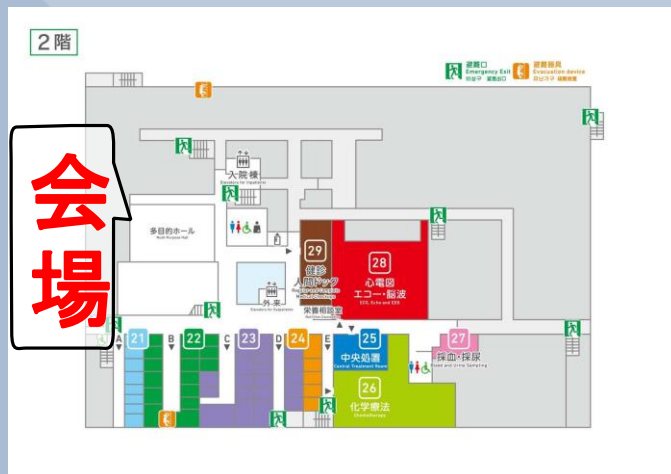 2階
避難口
Emergency Exit
避難器具
Evacuation device
会場
入院棟
Elevators for Inpatients
多目的ホール
Multi-Purpose Hall
29
健診
人間ドック
28
心電図
エコー・脳波
ECG, Echo and EEG
外来
Elevators for Outpatients
栄養相談室
A
21
B
22
C
23
D
24
E
25
中央処置
Central Treatment Room
27
採血・採尿
Blood and Urine Sampling
26
化学療法
Chemotherapy